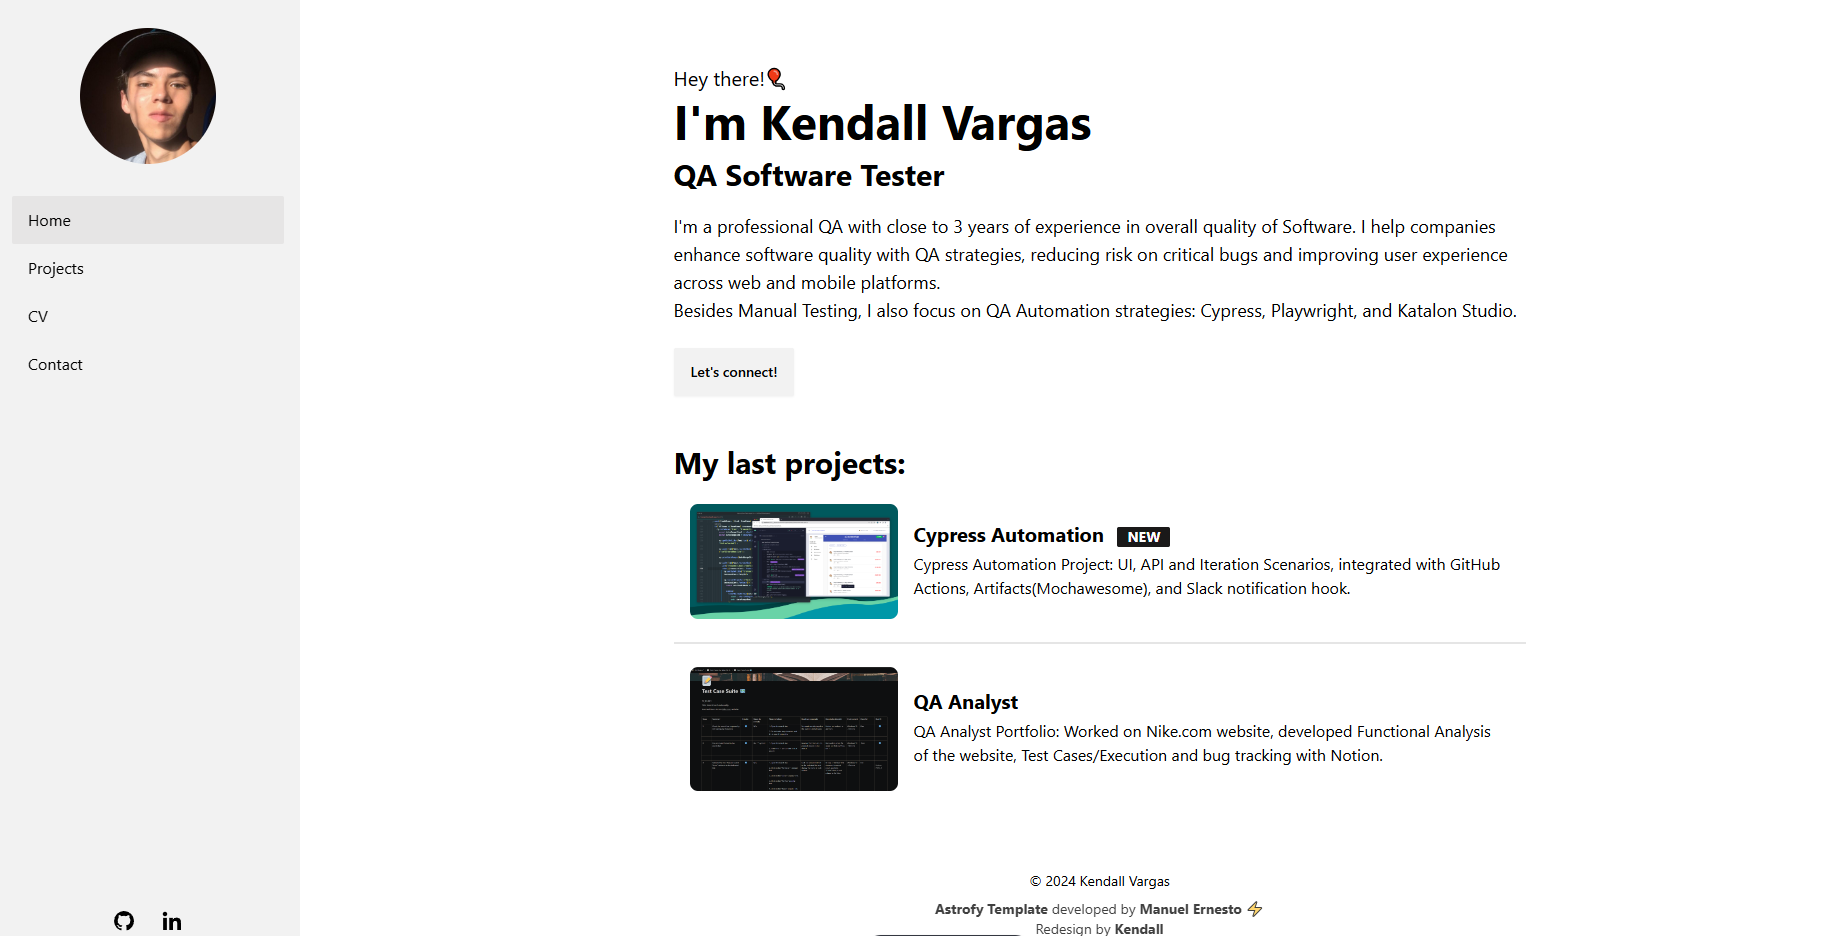 Home
Projects
CV
Contact
Hey there!
I'm Kendall Vargas
QA Software Tester
I'm a professional QA with close to 3 years of experience in overall quality of Software. I help companies
enhance software quality with QA strategies, reducing risk on critical bugs and improving user experience
across web and mobile platforms.
Besides Manual Testing, I also focus on QA Automation strategies: Cypress, Playwright, and Katalon Studio.
Let's connect!
My last projects:
Cypress Automation NEW
Cypress Automation Project: UI, API and Iteration Scenarios, integrated with GitHub
Actions, Artifacts(Mochawesome), and Slack notification hook.
Test Case Suite
QA Analyst
QA Analyst Portfolio: Worked on Nike.com website, developed Functional Analysis
of the website, Test Cases/Execution and bug tracking with Notion.
© 2024 Kendall Vargas
Astrofy Template developed by Manuel Ernesto ⚡
Redesign by Kendall